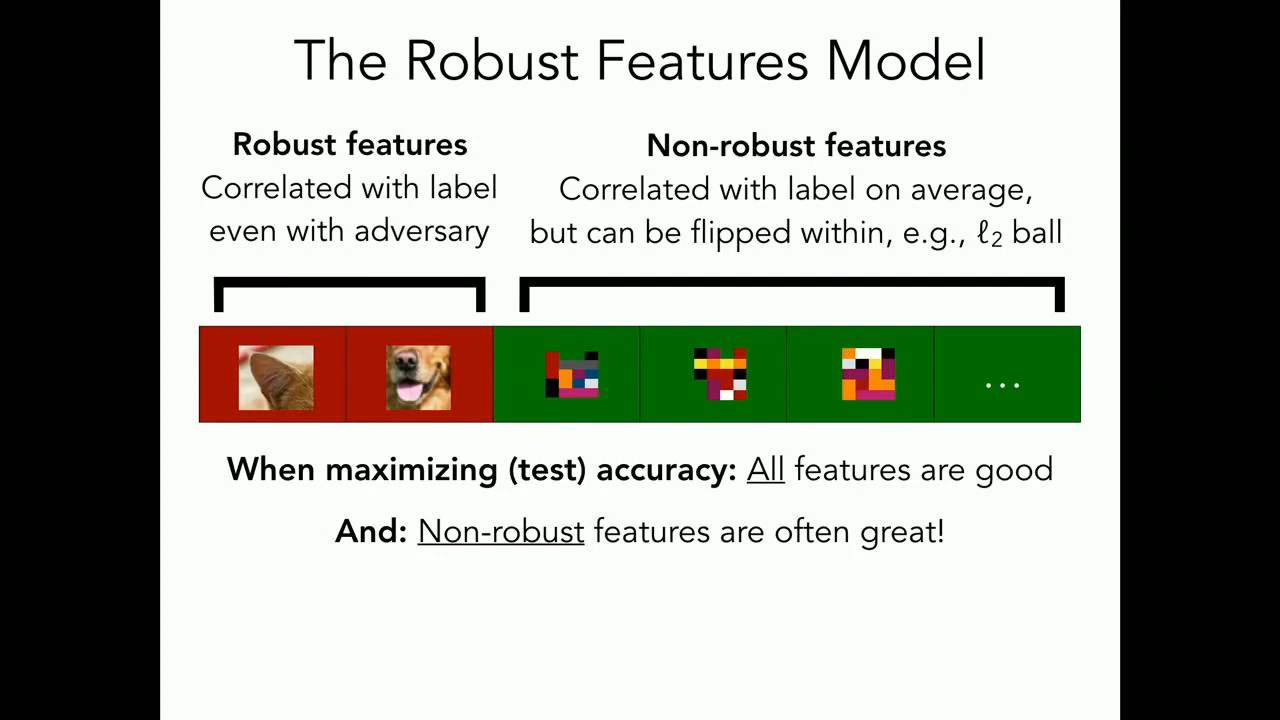 The Robust Features Model
Robust features
Correlated with label
even with adversary
Non-robust features
Correlated with label on average,
but can be flipped within, e.g., ℓ₂ ball
...
When maximizing (test) accuracy: All features are good
And: Non-robust features are often great!